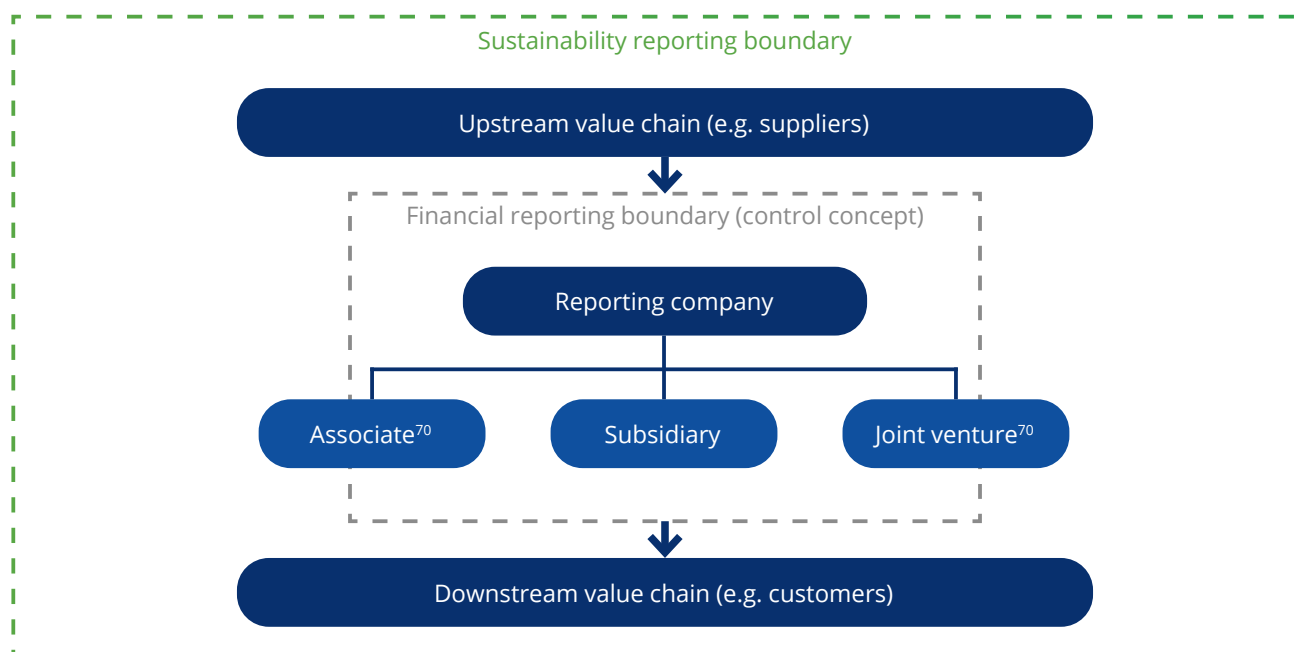 Sustainability reporting boundary
Upstream value chain (e.g. suppliers)
Financial reporting boundary (control concept)
Reporting company
Associate70
Subsidiary
Joint venture70
Downstream value chain (e.g. customers)